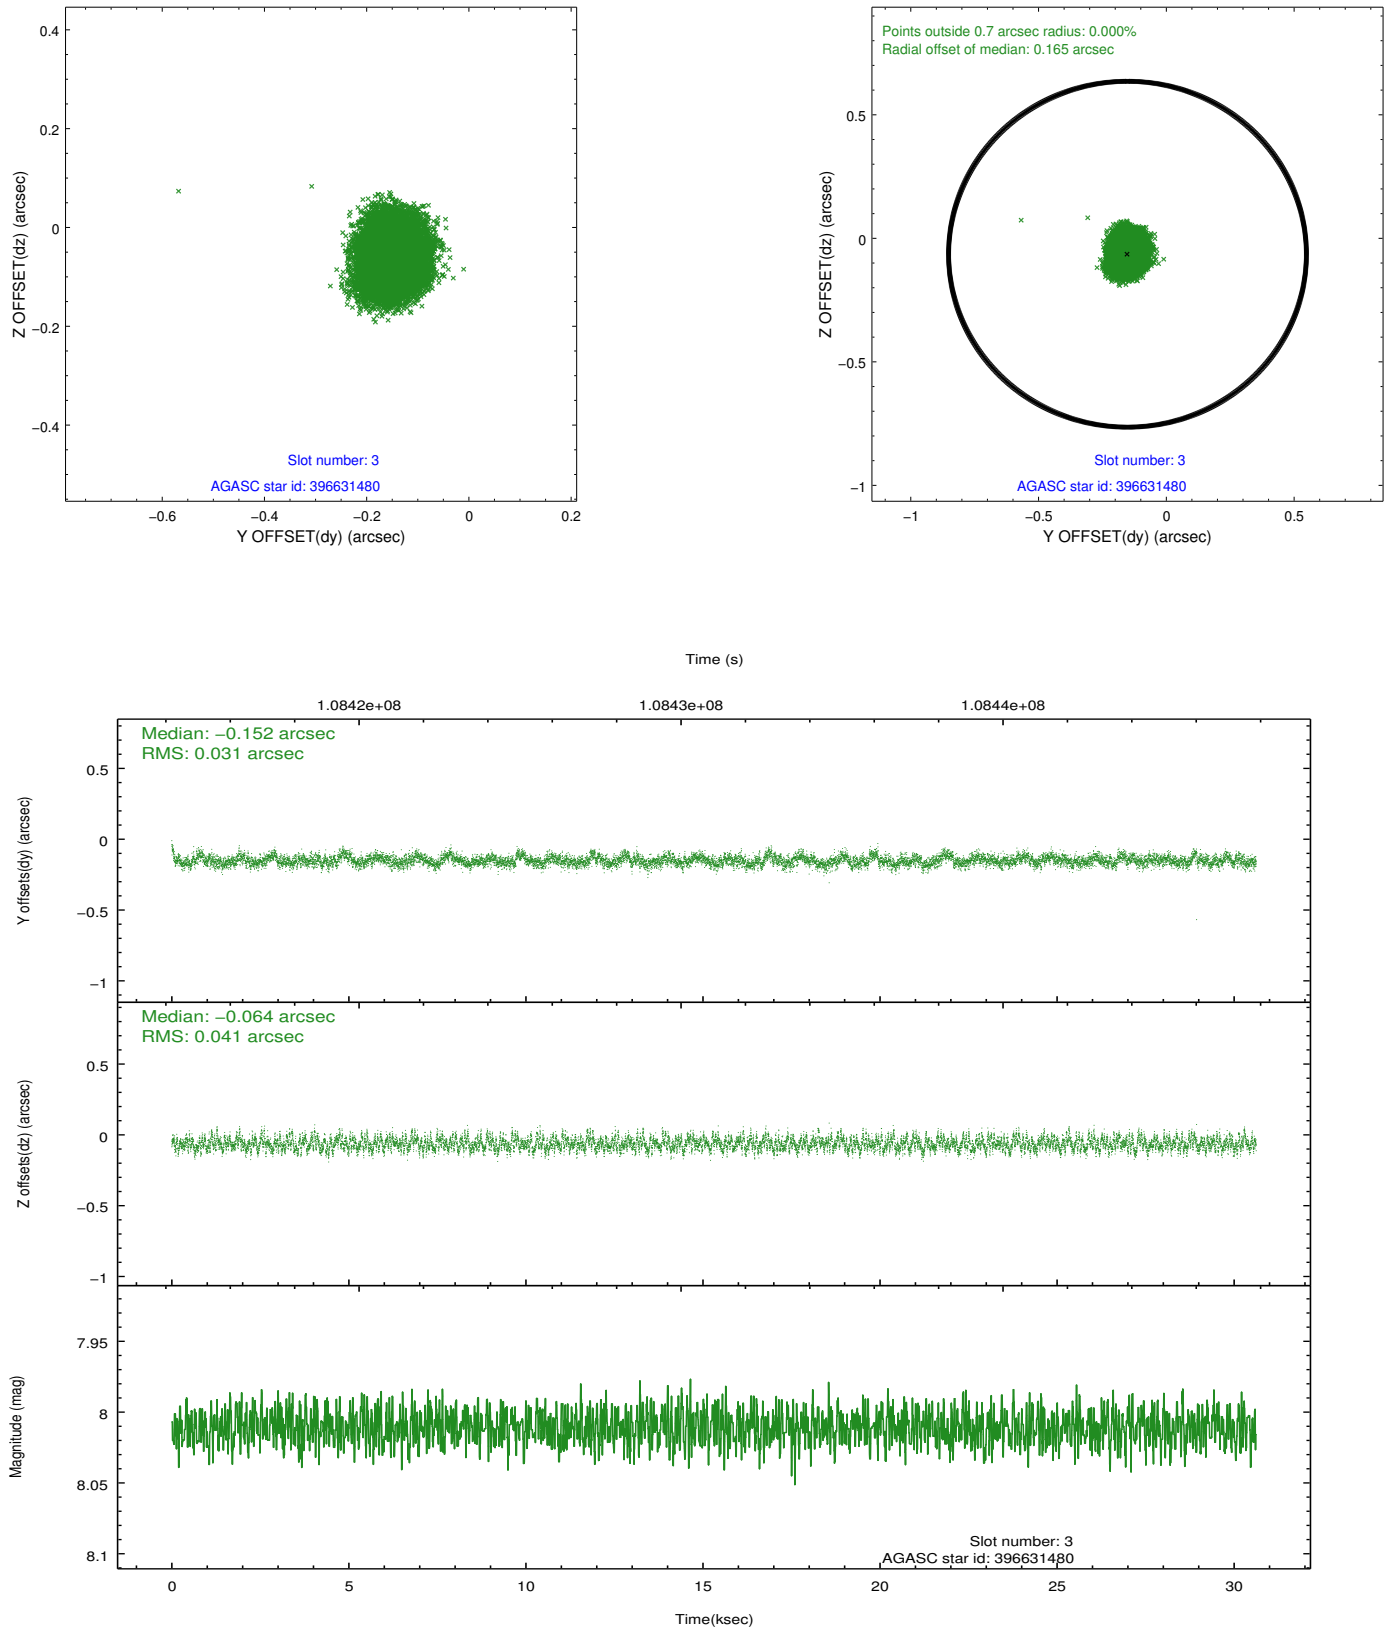 0.4
0.2
0
−0.2
−0.4
Z OFFSET(dz) (arcsec)
Slot number: 3
AGASC star id: 396631480
−0.6
−0.4
−0.2
0
0.2
Y OFFSET(dy) (arcsec)
Points outside 0.7 arcsec radius: 0.000%
Radial offset of median: 0.165 arcsec
0.5
0
−0.5
−1
Z OFFSET(dz) (arcsec)
Slot number: 3
AGASC star id: 396631480
−1
−0.5
0
0.5
Y OFFSET(dy) (arcsec)
Time (s)
1.0842e+08
1.0843e+08
1.0844e+08
Median: −0.152 arcsec
RMS: 0.031 arcsec
0.5
0
−0.5
−1
Y offsets(dy) (arcsec)
Median: −0.064 arcsec
RMS: 0.041 arcsec
0.5
0
−0.5
−1
Z offsets(dz) (arcsec)
7.95
8
8.05
8.1
Magnitude (mag)
Slot number: 3
AGASC star id: 396631480
0
5
10
15
20
25
30
Time(ksec)